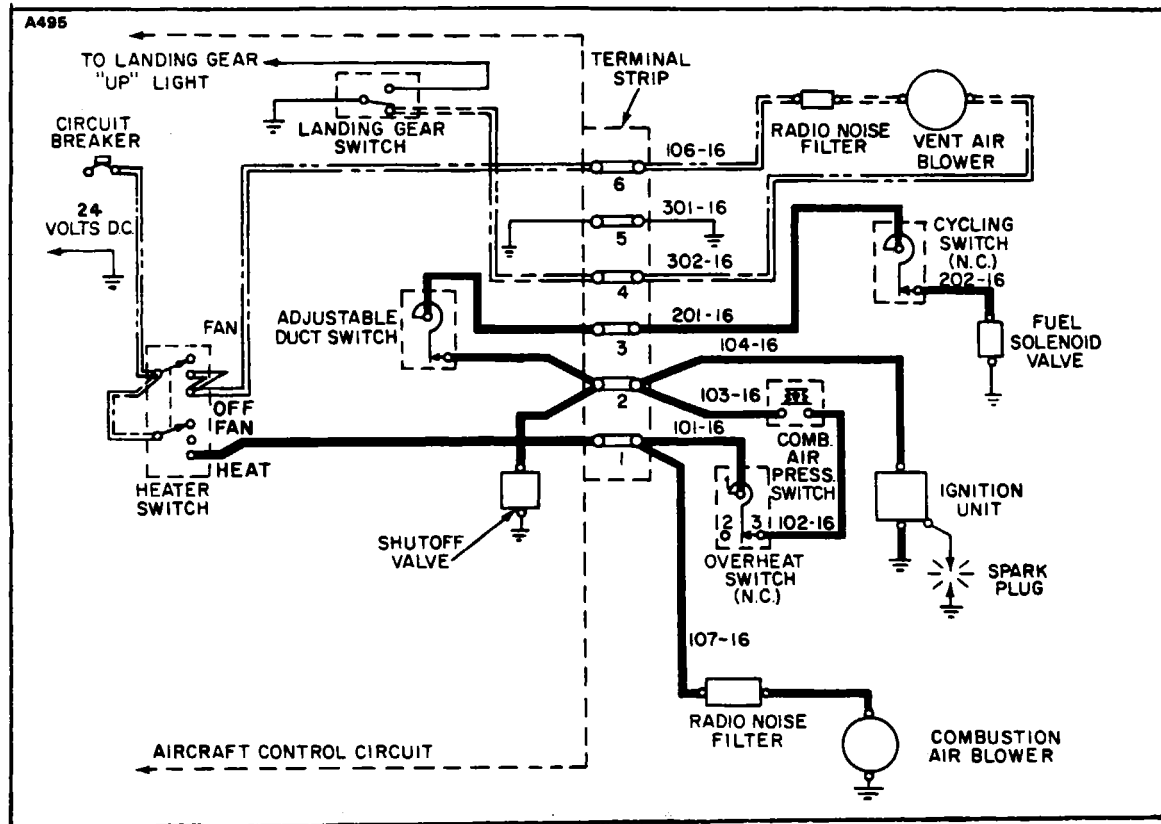 A495
TO LANDING GEAR
"UP" LIGHT
TERMINAL
STRIP
CIRCUIT
BREAKER
LANDING GEAR
SWITCH
RADIO NOISE
FILTER
VENT AIR
BLOWER
106-16
6
24
VOLTS D.C.
301-16
5
CYCLING
SWITCH
(N.C.)
202-16
302-16
4
ADJUSTABLE
DUCT SWITCH
201-16
3
FUEL
SOLENOID
VALVE
FAN
104-16
2
103-16
OFF
FAN
HEAT
HEATER
SWITCH
101-16
1
COMB.
AIR
PRESS.
SWITCH
IGNITION
UNIT
2 3
102-16
SHUTOFF
VALVE
OVERHEAT
SWITCH
(N.C.)
SPARK
PLUG
107-16
RADIO NOISE
FILTER
COMBUSTION
AIR BLOWER
AIRCRAFT CONTROL CIRCUIT